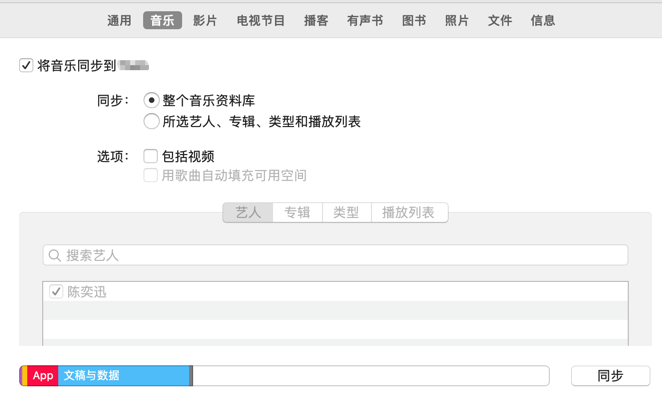 通用 音乐 影片 电视节目 播客 有声书 图书 照片 文件 信息
将音乐同步到
同步: 整个音乐资料库
所选艺人、专辑、类型和播放列表
选项: 包括视频
用歌曲自动填充可用空间
艺人 专辑 类型 播放列表
搜索艺人
陈奕迅
App 文稿与数据 同步